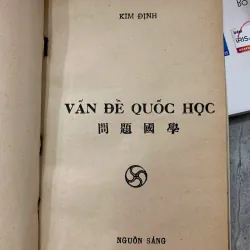 KIM ĐỊNH
VẤN ĐỀ QUỐC HỌC
問題國學
NGUỒN SÁNG